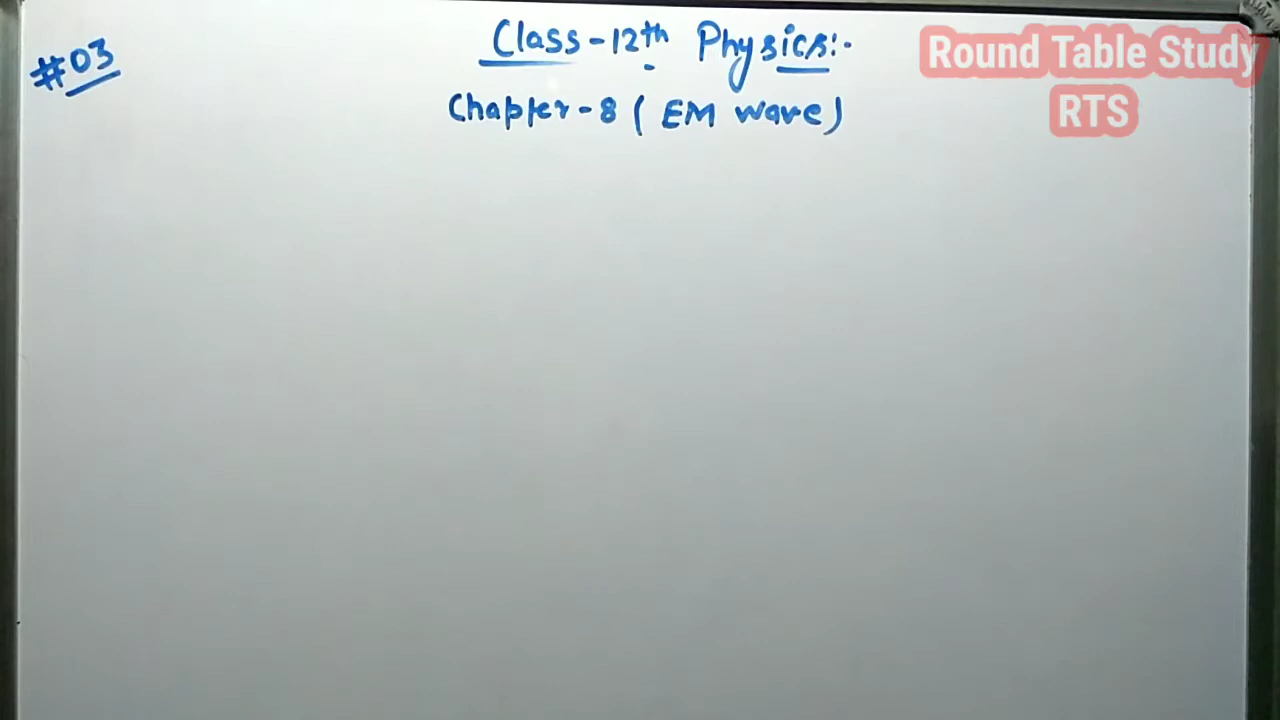 #03
Class-12th Physics:-
Chapter-8 ( EM wave)
Round Table Study
RTS